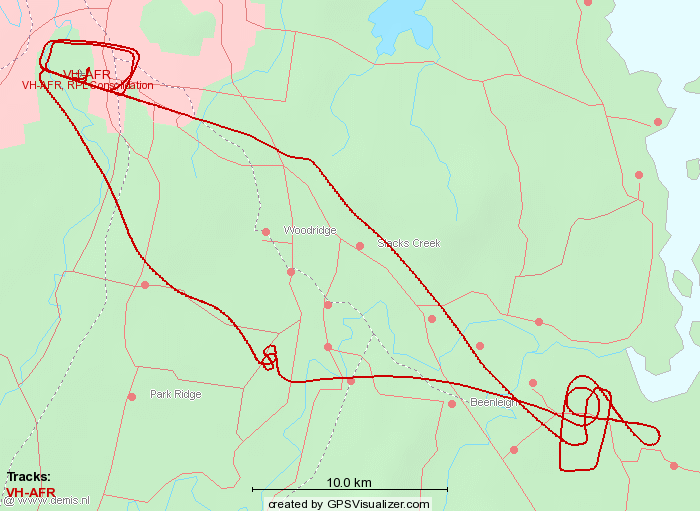 VH-AFR
VH-AFR, RPL Consolidation
Woodridge
Slacks Creek
Park Ridge
Beenleigh
Tracks:
VH-AFR
@ www.demis.nl
10.0 km
created by GPSVisualizer.com